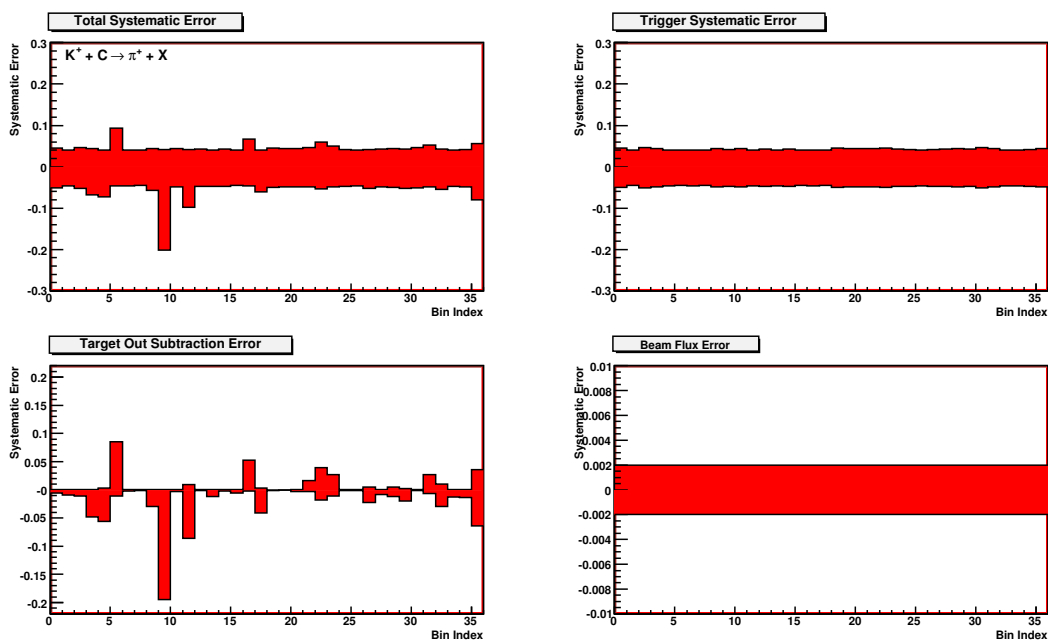 Total Systematic Error
Systematic Error
K+ + C → π+ + X
0.3
0.2
0.1
0
-0.1
-0.2
-0.3
0 5 10 15 20 25 30 35
Bin Index
Trigger Systematic Error
Systematic Error
0.3
0.2
0.1
0
-0.1
-0.2
-0.3
0 5 10 15 20 25 30 35
Bin Index
Target Out Subtraction Error
Systematic Error
0.2
0.15
0.1
0.05
-0
-0.05
-0.1
-0.15
-0.2
0 5 10 15 20 25 30 35
Bin Index
Beam Flux Error
Systematic Error
0.01
0.008
0.006
0.004
0.002
0
-0.002
-0.004
-0.006
-0.008
-0.01
0 5 10 15 20 25 30 35
Bin Index